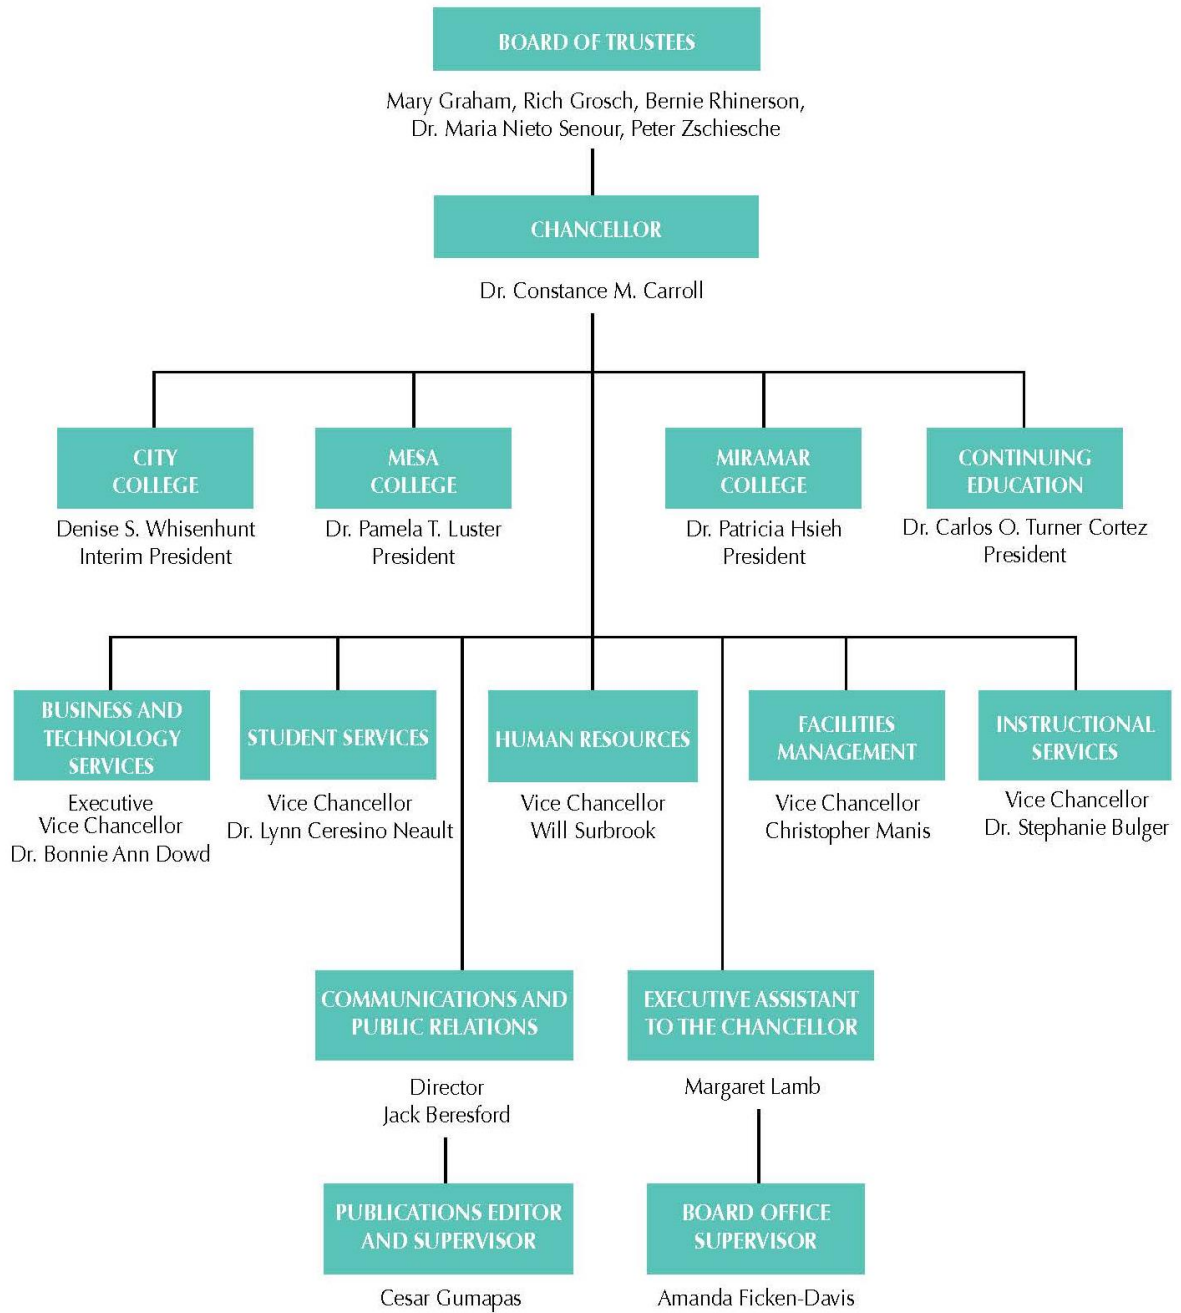 BOARD OF TRUSTEES
Mary Graham, Rich Grosch, Bernie Rhinerson,
Dr. Maria Nieto Senour, Peter Zschiesche
CHANCELLOR
Dr. Constance M. Carroll
CITY
COLLEGE
Denise S. Whisenhunt
Interim President
MESA
COLLEGE
Dr. Pamela T. Luster
President
MIRAMAR
COLLEGE
Dr. Patricia Hsieh
President
CONTINUING
EDUCATION
Dr. Carlos O. Turner Cortez
President
BUSINESS AND
TECHNOLOGY
SERVICES
Executive
Vice Chancellor
Dr. Bonnie Ann Dowd
STUDENT SERVICES
Vice Chancellor
Dr. Lynn Ceresino Neault
HUMAN RESOURCES
Vice Chancellor
Will Surbrook
FACILITIES
MANAGEMENT
Vice Chancellor
Christopher Manis
INSTRUCTIONAL
SERVICES
Vice Chancellor
Dr. Stephanie Bulger
COMMUNICATIONS AND
PUBLIC RELATIONS
Director
Jack Beresford
EXECUTIVE ASSISTANT
TO THE CHANCELLOR
Margaret Lamb
PUBLICATIONS EDITOR
AND SUPERVISOR
Cesar Gumapas
BOARD OFFICE
SUPERVISOR
Amanda Ficken-Davis